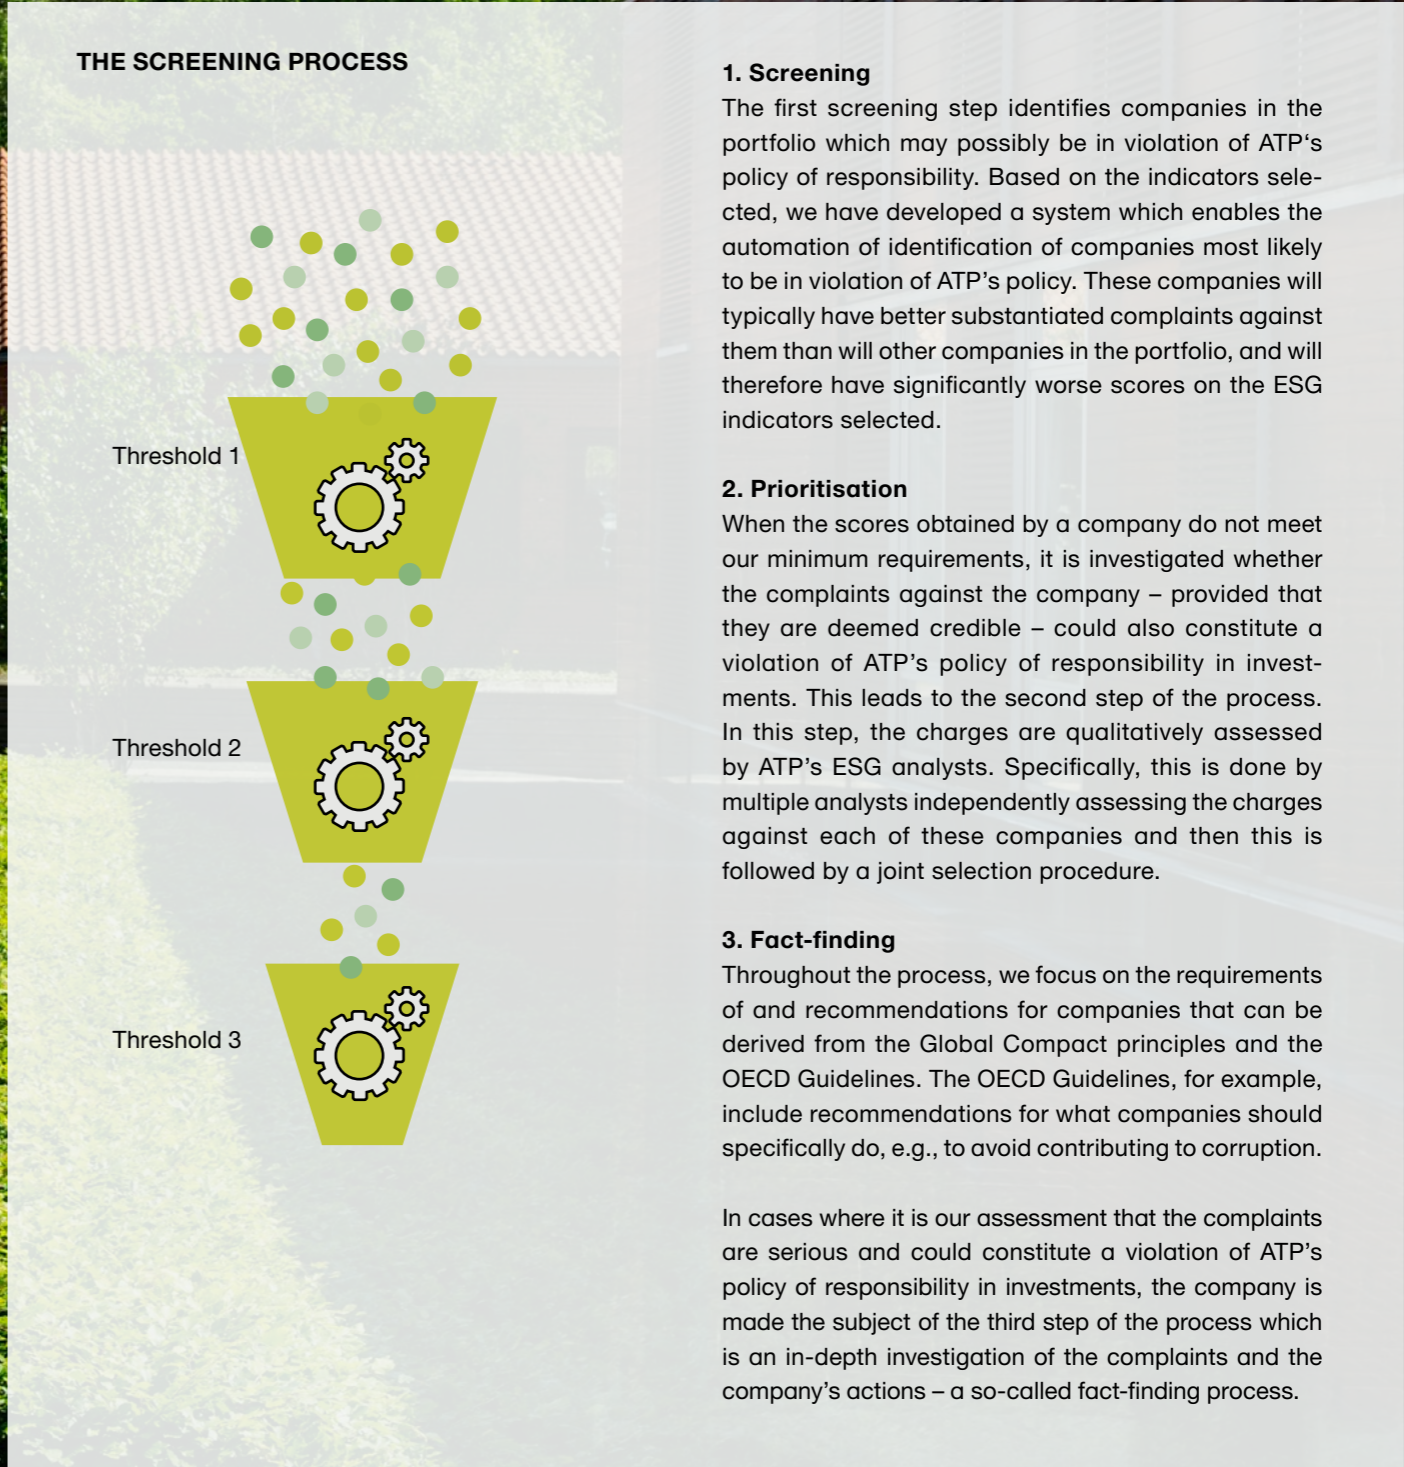 THE SCREENING PROCESS
Threshold 1
Threshold 2
Threshold 3
1. Screening
The first screening step identifies companies in the
portfolio which may possibly be in violation of ATP‘s
policy of responsibility. Based on the indicators sele-
cted, we have developed a system which enables the
automation of identification of companies most likely
to be in violation of ATP’s policy. These companies will
typically have better substantiated complaints against
them than will other companies in the portfolio, and will
therefore have significantly worse scores on the ESG
indicators selected.
2. Prioritisation
When the scores obtained by a company do not meet
our minimum requirements, it is investigated whether
the complaints against the company – provided that
they are deemed credible – could also constitute a
violation of ATP’s policy of responsibility in invest-
ments. This leads to the second step of the process.
In this step, the charges are qualitatively assessed
by ATP’s ESG analysts. Specifically, this is done by
multiple analysts independently assessing the charges
against each of these companies and then this is
followed by a joint selection procedure.
3. Fact-finding
Throughout the process, we focus on the requirements
of and recommendations for companies that can be
derived from the Global Compact principles and the
OECD Guidelines. The OECD Guidelines, for example,
include recommendations for what companies should
specifically do, e.g., to avoid contributing to corruption.
In cases where it is our assessment that the complaints
are serious and could constitute a violation of ATP’s
policy of responsibility in investments, the company is
made the subject of the third step of the process which
is an in-depth investigation of the complaints and the
company’s actions – a so-called fact-finding process.